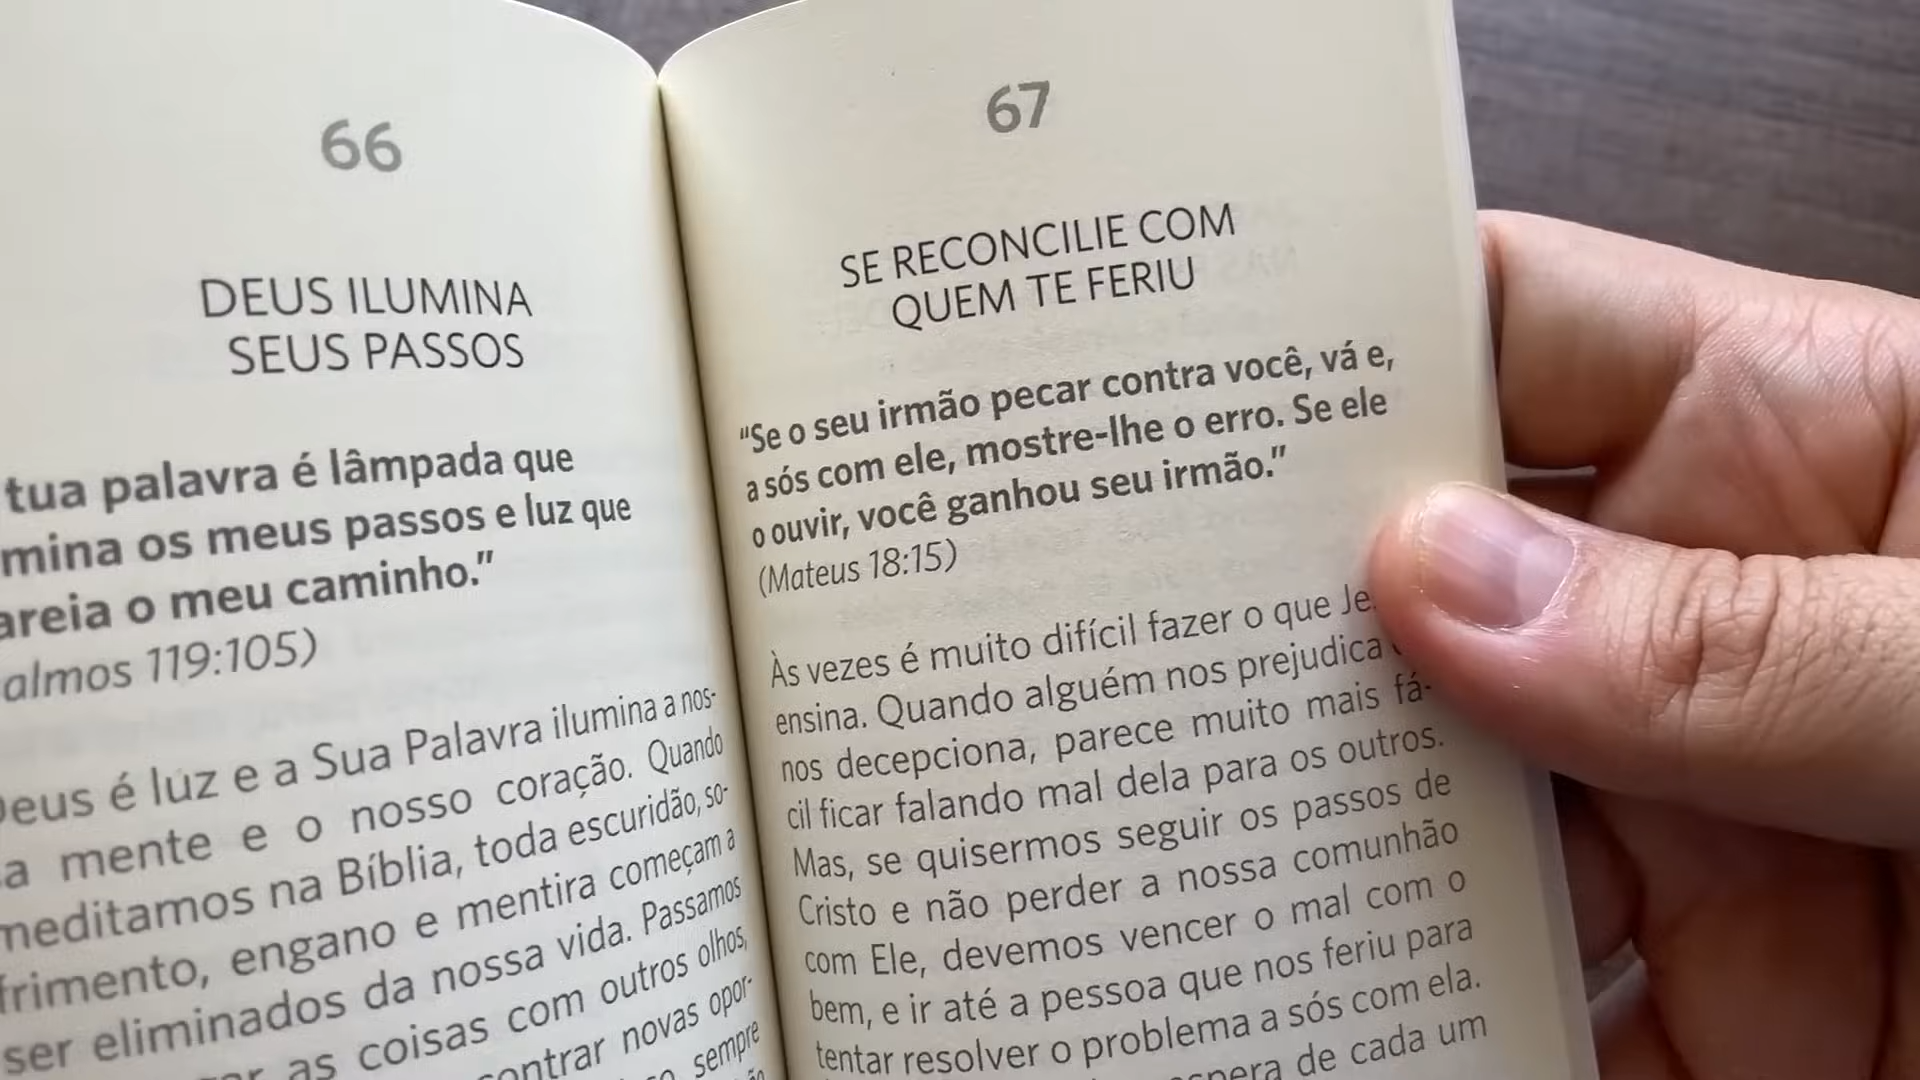 66
DEUS ILUMINA
SEUS PASSOS
tua palavra é lâmpada que
mina os meus passos e luz que
areia o meu caminho.”
almos 119:105)
Deus é luz e a Sua Palavra ilumina a nos-
sa mente e o nosso coração. Quando
meditamos na Bíblia, toda escuridão, so-
frimento, engano e mentira começam a
ser eliminados da nossa vida. Passamos
as coisas com outros olhos,
contrar novas opor-
sempre
67
SE RECONCILIE COM
QUEM TE FERIU
“Se o seu irmão pecar contra você, vá e,
a sós com ele, mostre-lhe o erro. Se ele
o ouvir, você ganhou seu irmão.”
(Mateus 18:15)
Às vezes é muito difícil fazer o que Je
ensina. Quando alguém nos prejudica
nos decepciona, parece muito mais fá-
cil ficar falando mal dela para os outros.
Mas, se quisermos seguir os passos de
Cristo e não perder a nossa comunhão
com Ele, devemos vencer o mal com o
bem, e ir até a pessoa que nos feriu para
tentar resolver o problema a sós com ela.
espera de cada um